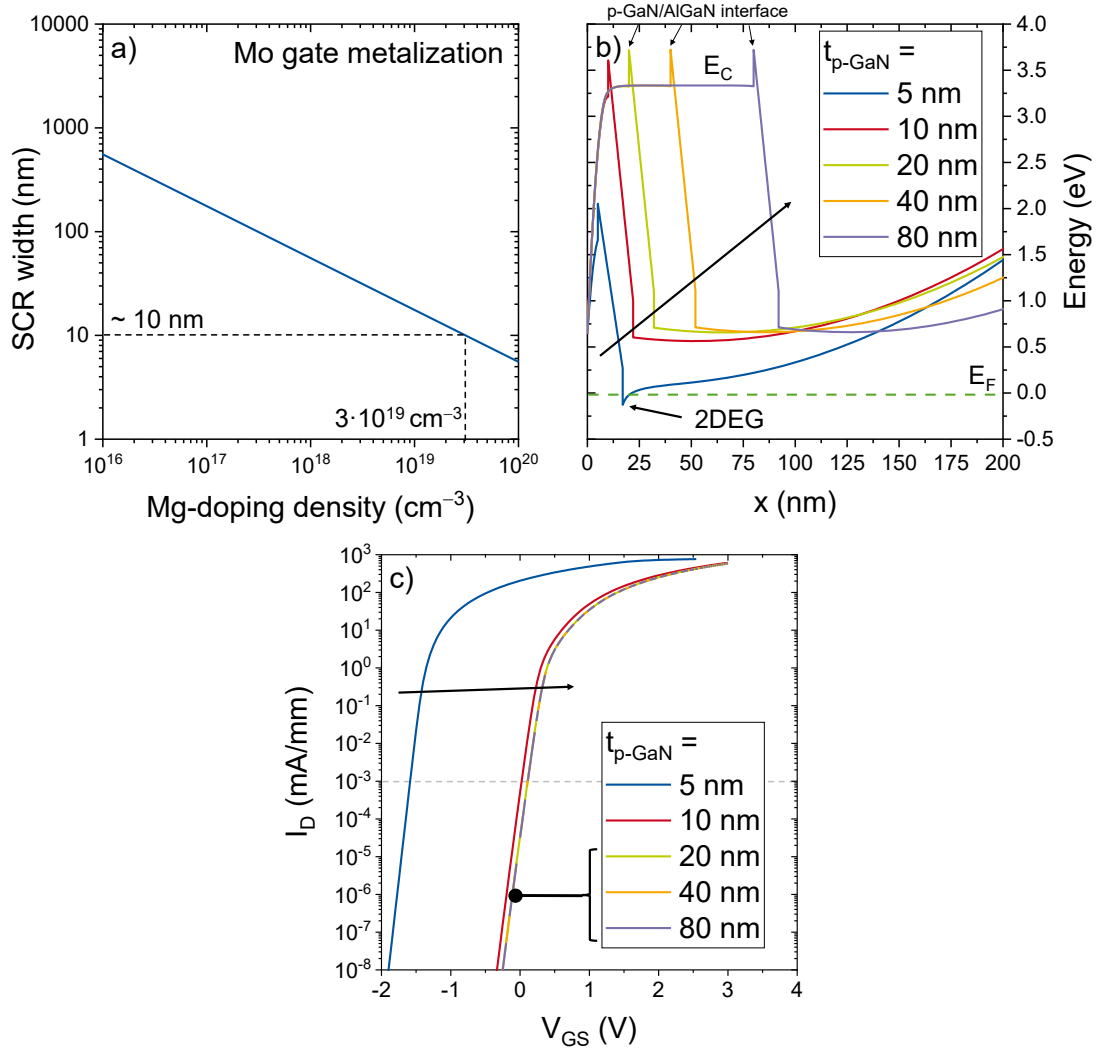 a)
Mo gate metalization
SCR width (nm)
10000
1000
100
10
1
~ 10 nm
3·10¹⁹ cm⁻³
10¹⁶
10¹⁷
10¹⁸
10¹⁹
10²⁰
Mg-doping density (cm⁻³)
p-GaN/AlGaN interface
b)
E_C
t_p-GaN =
5 nm
10 nm
20 nm
40 nm
80 nm
E_F
2DEG
4.0
3.5
3.0
2.5
2.0
1.5
1.0
0.5
0.0
-0.5
Energy (eV)
0
25
50
75
100
125
150
175
200
x (nm)
c)
I_D (mA/mm)
10³
10²
10¹
10⁰
10⁻¹
10⁻²
10⁻³
10⁻⁴
10⁻⁵
10⁻⁶
10⁻⁷
10⁻⁸
t_p-GaN =
5 nm
10 nm
20 nm
40 nm
80 nm
-2
-1
0
1
2
3
4
V_GS (V)